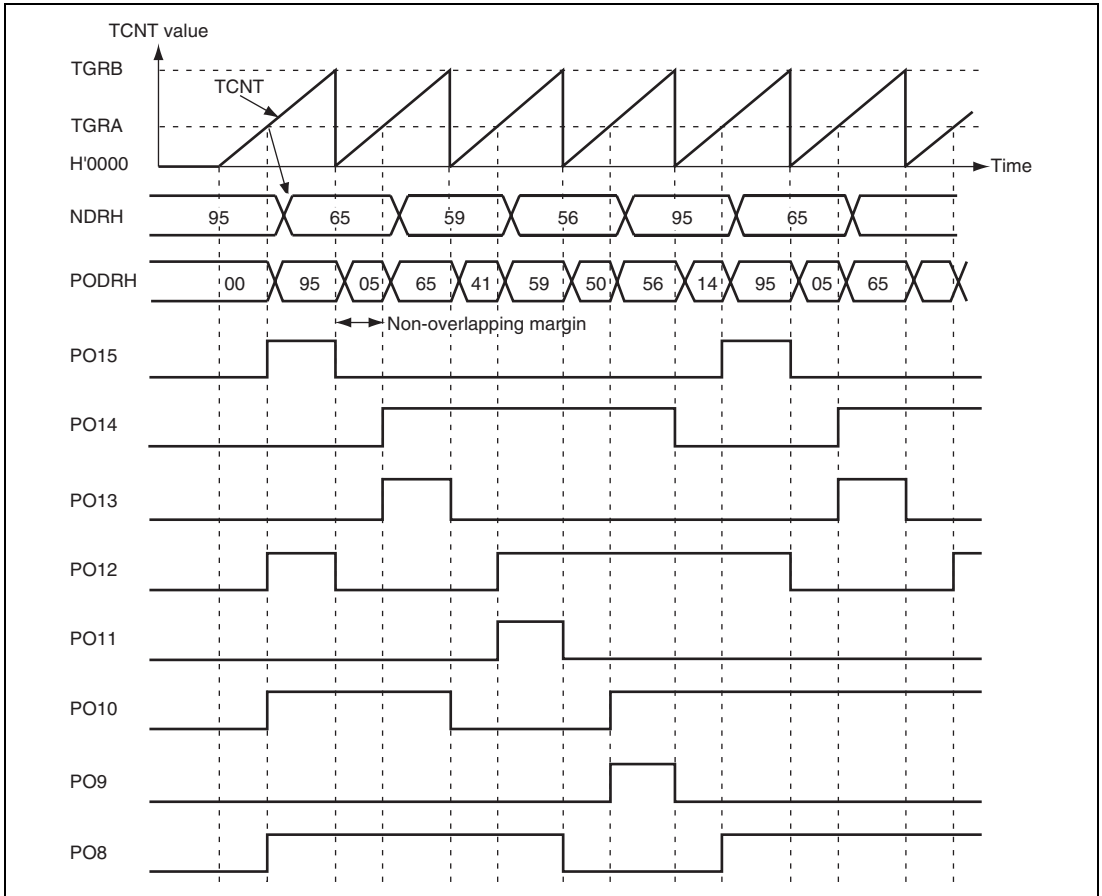 TCNT value
TGRB
TCNT
TGRA
H'0000
Time
NDRH 95 65 59 56 95 65
PODRH 00 95 05 65 41 59 50 56 14 95 05 65
Non-overlapping margin
PO15
PO14
PO13
PO12
PO11
PO10
PO9
PO8